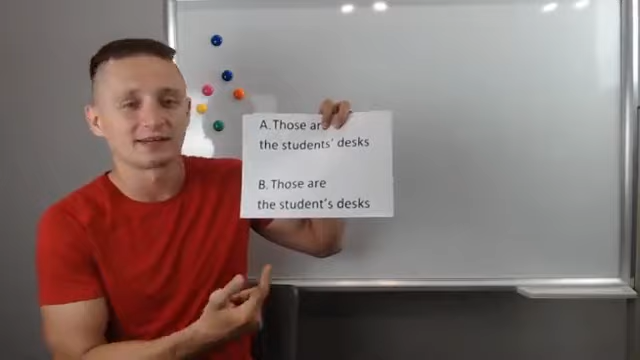 A. Those are
the students' desks
B. Those are
the student's desks